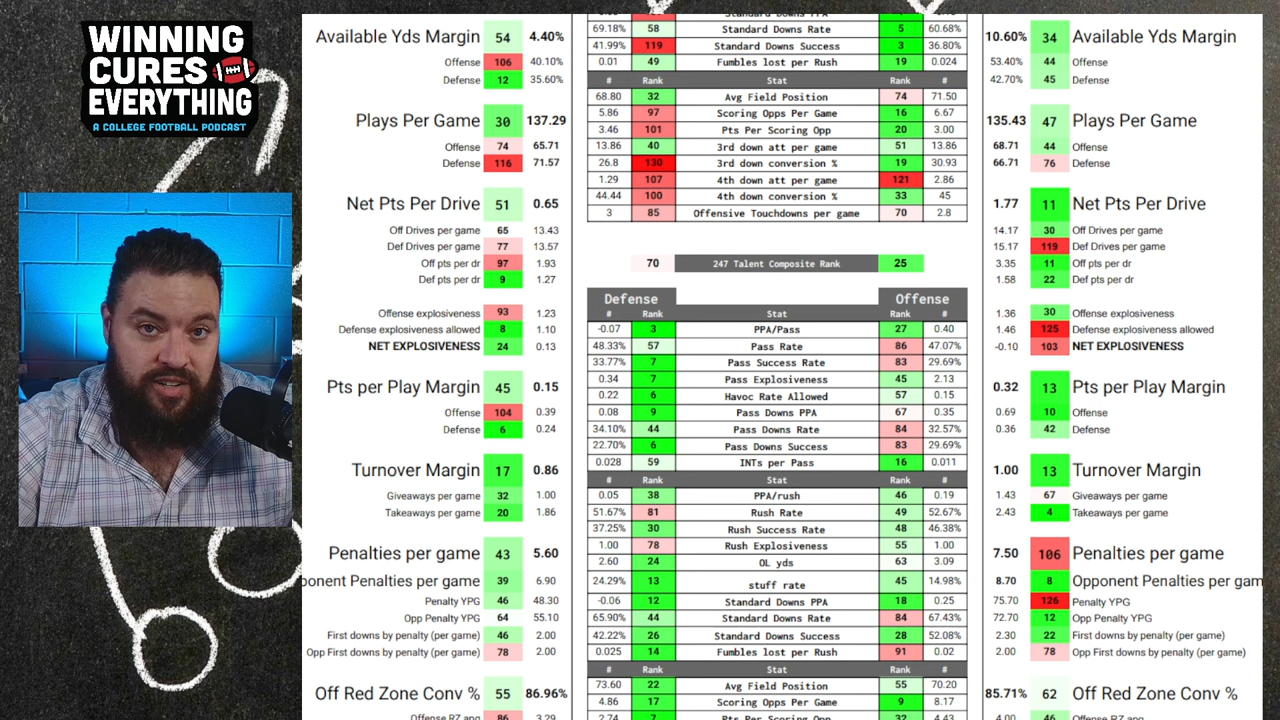 WINNING
CURES
EVERYTHING
A COLLEGE FOOTBALL PODCAST
Available Yds Margin 54 4.40%
Offense 106 40.10%
Defense 12 35.60%
Plays Per Game 30 137.29
Offense 74 65.71
Defense 116 71.57
Net Pts Per Drive 51 0.65
Off Drives per game 65 13.43
Def Drives per game 77 13.57
Off pts per dr 97 1.93
Def pts per dr 9 1.27
Offense explosiveness 93 1.23
Defense explosiveness allowed 8 1.10
NET EXPLOSIVENESS 24 0.13
Pts per Play Margin 45 0.15
Offense 104 0.39
Defense 6 0.24
Turnover Margin 17 0.86
Giveaways per game 32 1.00
Takeaways per game 20 1.86
Penalties per game 43 5.60
ponent Penalties per game 39 6.90
Penalty YPG 46 48.30
Opp Penalty YPG 64 55.10
First downs by penalty (per game) 46 2.00
Opp First downs by penalty (per game) 78 2.00
Off Red Zone Conv % 55 86.96%
86 3.29
69.18% 58 Standard Downs Rate 5 60.68%
41.99% 119 Standard Downs Success 3 36.80%
0.01 49 Fumbles lost per Rush 19 0.024
# Rank Stat Rank #
68.80 32 Avg Field Position 74 71.50
5.86 97 Scoring Opps Per Game 16 6.67
3.46 101 Pts Per Scoring Opp 20 3.00
13.86 40 3rd down att per game 51 13.86
26.8 130 3rd down conversion % 19 30.93
1.29 107 4th down att per game 121 2.86
44.44 100 4th down conversion % 33 45
3 85 Offensive Touchdowns per game 70 2.8
70 247 Talent Composite Rank 25
Defense Offense
# Rank Stat Rank #
-0.07 3 PPA/Pass 27 0.40
48.33% 57 Pass Rate 86 47.07%
33.77% 7 Pass Success Rate 83 29.69%
0.34 7 Pass Explosiveness 45 2.13
0.22 6 Havoc Rate Allowed 57 0.15
0.08 9 Pass Downs PPA 67 0.35
34.10% 44 Pass Downs Rate 84 32.57%
22.70% 6 Pass Downs Success 83 29.69%
0.028 59 INTs per Pass 16 0.011
# Rank Stat Rank #
0.05 38 PPA/rush 46 0.19
51.67% 81 Rush Rate 49 52.67%
37.25% 30 Rush Success Rate 48 46.38%
1.00 78 Rush Explosiveness 55 1.00
2.60 24 OL yds 63 3.09
24.29% 13 stuff rate 45 14.98%
-0.06 12 Standard Downs PPA 18 0.25
65.90% 44 Standard Downs Rate 84 67.43%
42.22% 26 Standard Downs Success 28 52.08%
0.025 14 Fumbles lost per Rush 91 0.02
# Rank Stat Rank #
73.60 22 Avg Field Position 55 70.20
4.86 17 Scoring Opps Per Game 9 8.17
2.74 7 Pts Per Scoring Opp 32 4.43
10.60% 34 Available Yds Margin
53.40% 44 Offense
42.70% 45 Defense
135.43 47 Plays Per Game
68.71 44 Offense
66.71 76 Defense
1.77 11 Net Pts Per Drive
14.17 30 Off Drives per game
15.17 119 Def Drives per game
3.35 11 Off pts per dr
1.58 22 Def pts per dr
1.36 30 Offense explosiveness
1.46 125 Defense explosiveness allowed
-0.10 103 NET EXPLOSIVENESS
0.32 13 Pts per Play Margin
0.69 10 Offense
0.36 42 Defense
1.00 13 Turnover Margin
1.43 67 Giveaways per game
2.43 4 Takeaways per game
7.50 106 Penalties per game
8.70 8 Opponent Penalties per gam
75.70 126 Penalty YPG
72.70 12 Opp Penalty YPG
2.30 22 First downs by penalty (per game)
2.00 78 Opp First downs by penalty (per game)
85.71% 62 Off Red Zone Conv %
4.00 46